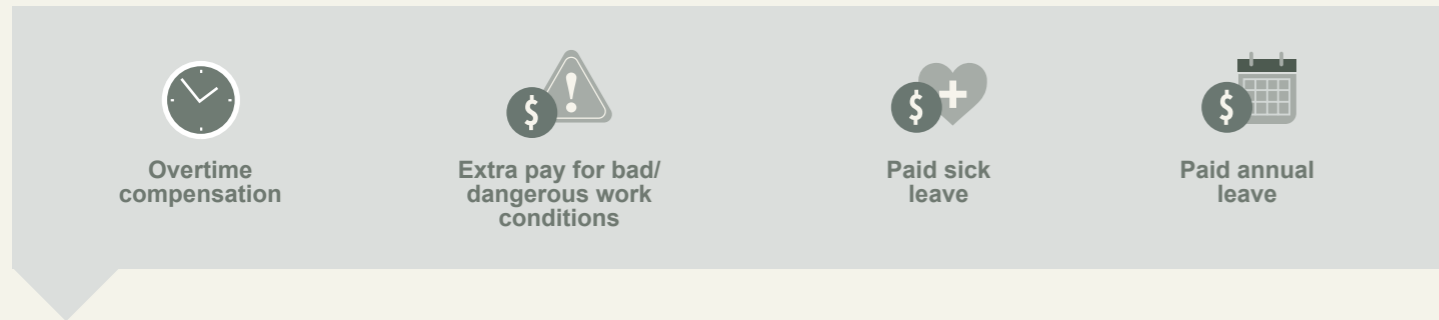 Overtime
compensation
$
Extra pay for bad/
dangerous work
conditions
$
Paid sick
leave
$
Paid annual
leave